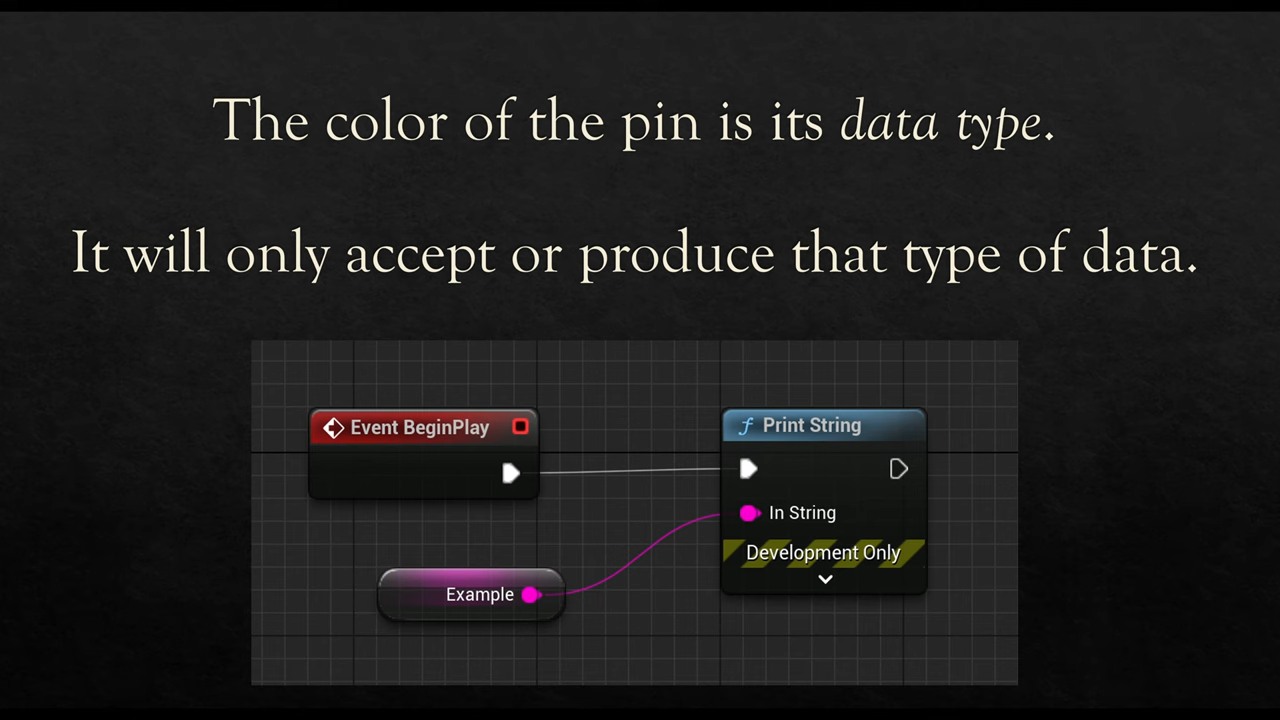 The color of the pin is its data type.
It will only accept or produce that type of data.
Event BeginPlay
f Print String
In String
Development Only
Example